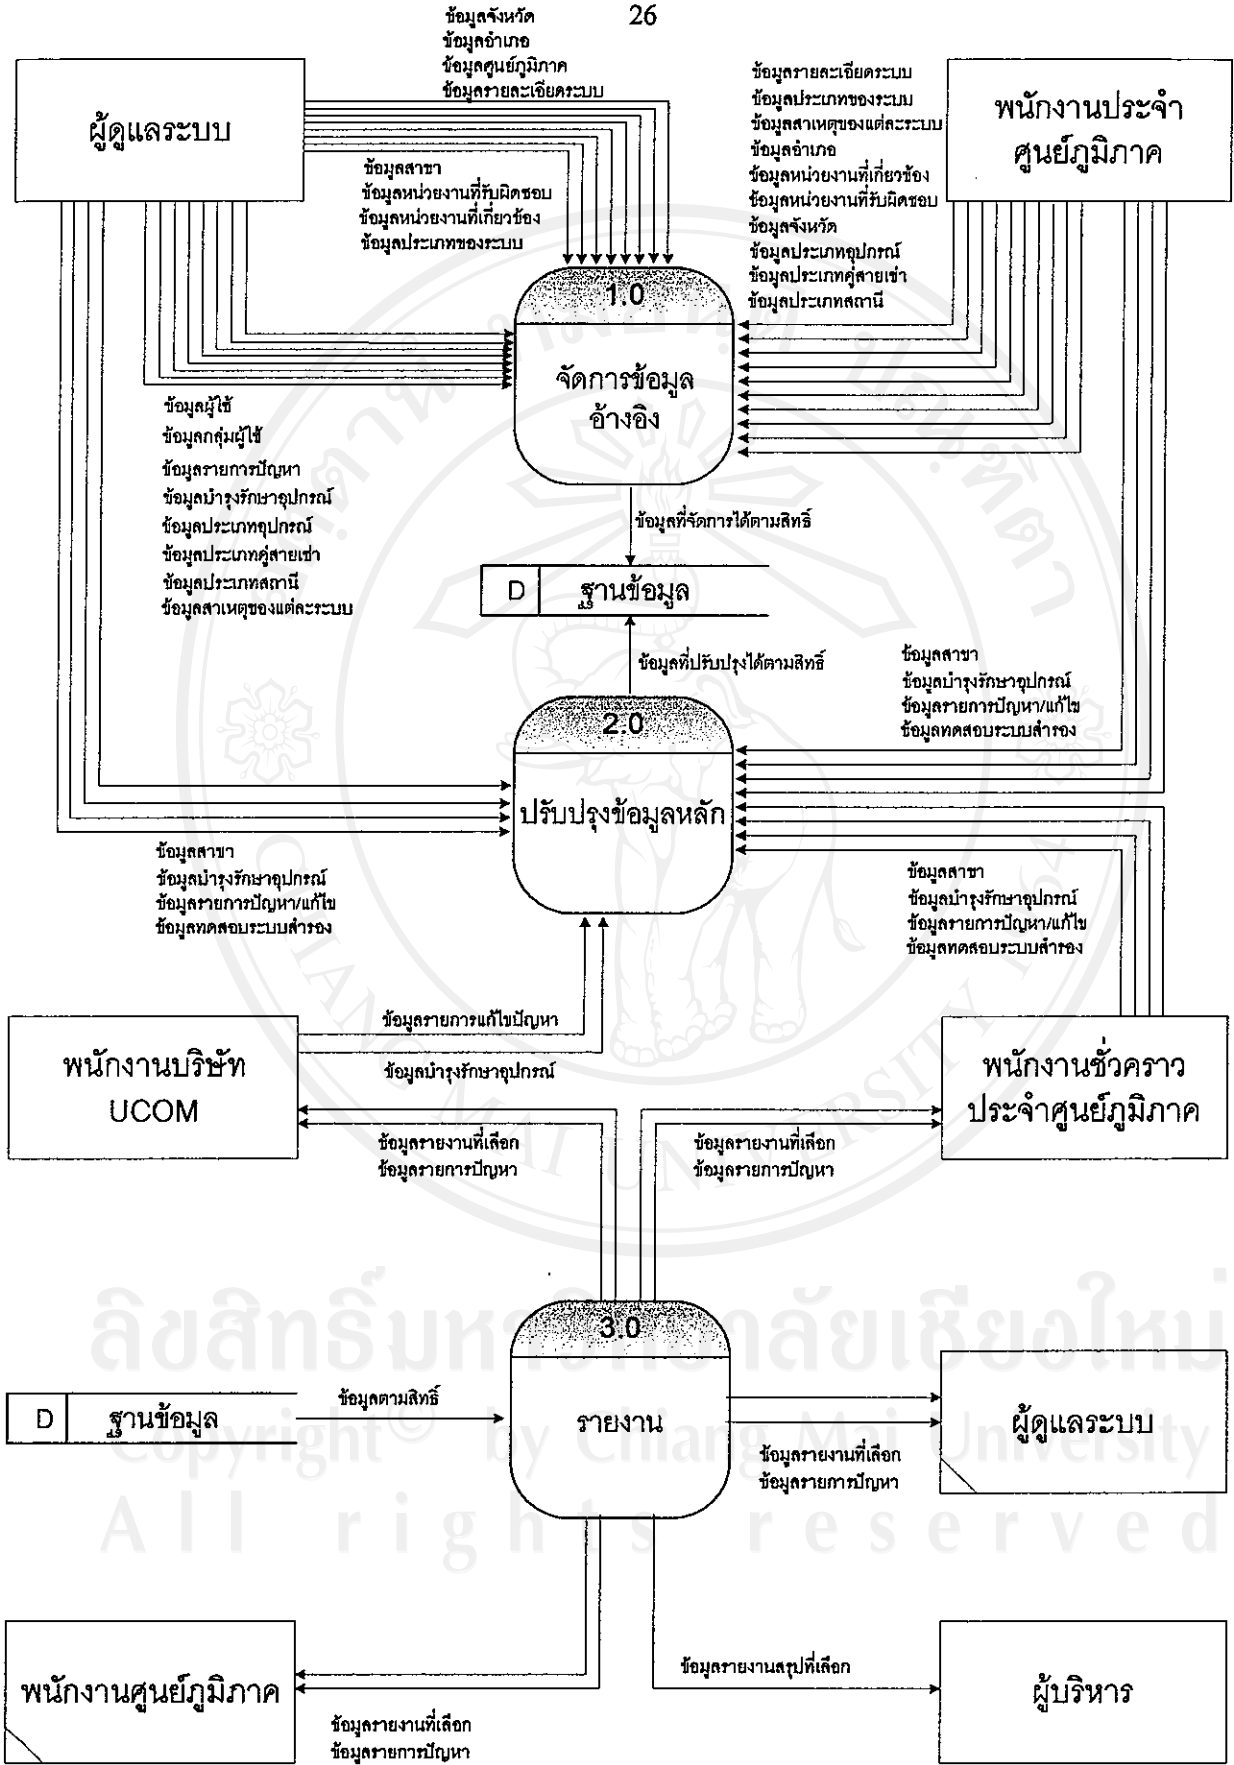 26
ข้อมูลจังหวัด
ข้อมูลอำเภอ
ข้อมูลศูนย์ภูมิภาค
ข้อมูลรายละเอียดระบบ
ผู้ดูแลระบบ
ข้อมูลสาขา
ข้อมูลหน่วยงานที่รับผิดชอบ
ข้อมูลหน่วยงานที่เกี่ยวข้อง
ข้อมูลประเภทของระบบ
ข้อมูลรายละเอียดระบบ
ข้อมูลประเภทของระบบ
ข้อมูลสาเหตุของแต่ละระบบ
ข้อมูลอำเภอ
ข้อมูลหน่วยงานที่เกี่ยวข้อง
ข้อมูลหน่วยงานที่รับผิดชอบ
ข้อมูลจังหวัด
ข้อมูลประเภทอุปกรณ์
ข้อมูลประเภทคู่สายเช่า
ข้อมูลประเภทสถานี
พนักงานประจำ
ศูนย์ภูมิภาค
1.0
จัดการข้อมูล
อ้างอิง
ข้อมูลผู้ใช้
ข้อมูลกลุ่มผู้ใช้
ข้อมูลรายการปัญหา
ข้อมูลบำรุงรักษาอุปกรณ์
ข้อมูลประเภทอุปกรณ์
ข้อมูลประเภทคู่สายเช่า
ข้อมูลประเภทสถานี
ข้อมูลสาเหตุของแต่ละระบบ
ข้อมูลที่จัดการได้ตามสิทธิ์
D ฐานข้อมูล
ข้อมูลที่ปรับปรุงได้ตามสิทธิ์
ข้อมูลสาขา
ข้อมูลบำรุงรักษาอุปกรณ์
ข้อมูลรายการปัญหา/แก้ไข
ข้อมูลทดสอบระบบสำรอง
2.0
ปรับปรุงข้อมูลหลัก
ข้อมูลสาขา
ข้อมูลบำรุงรักษาอุปกรณ์
ข้อมูลรายการปัญหา/แก้ไข
ข้อมูลทดสอบระบบสำรอง
ข้อมูลสาขา
ข้อมูลบำรุงรักษาอุปกรณ์
ข้อมูลรายการปัญหา/แก้ไข
ข้อมูลทดสอบระบบสำรอง
พนักงานบริษัท
UCOM
ข้อมูลรายการแก้ไขปัญหา
ข้อมูลบำรุงรักษาอุปกรณ์
พนักงานชั่วคราว
ประจำศูนย์ภูมิภาค
ข้อมูลรายงานที่เลือก
ข้อมูลรายการปัญหา
ข้อมูลรายงานที่เลือก
ข้อมูลรายการปัญหา
CHIANG MAI UNIVERSITY 1964
ลิขสิทธิ์มหาวิทยาลัยเชียงใหม่
Copyright© by Chiang Mai University
All rights reserved
3.0
รายงาน
D ฐานข้อมูล
ข้อมูลตามสิทธิ์
ผู้ดูแลระบบ
ข้อมูลรายงานที่เลือก
ข้อมูลรายการปัญหา
พนักงานศูนย์ภูมิภาค
ข้อมูลรายงานที่เลือก
ข้อมูลรายการปัญหา
ข้อมูลรายงานสรุปที่เลือก
ผู้บริหาร